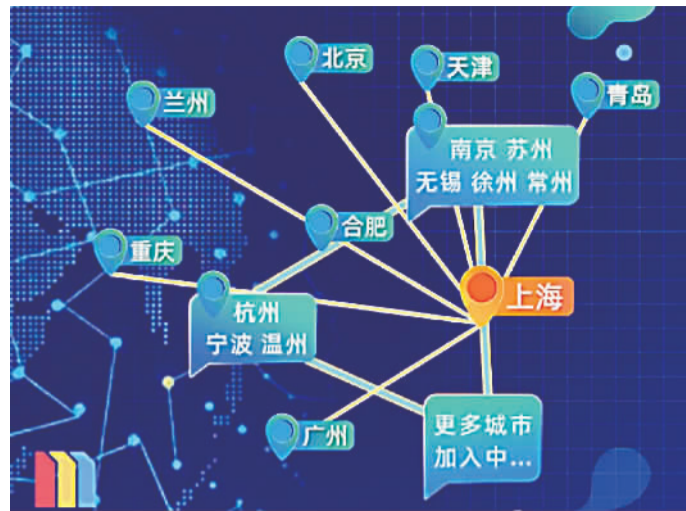 北京
天津
兰州
青岛
南京 苏州
无锡 徐州 常州
合肥
重庆
上海
杭州
宁波 温州
广州
更多城市
加入中...